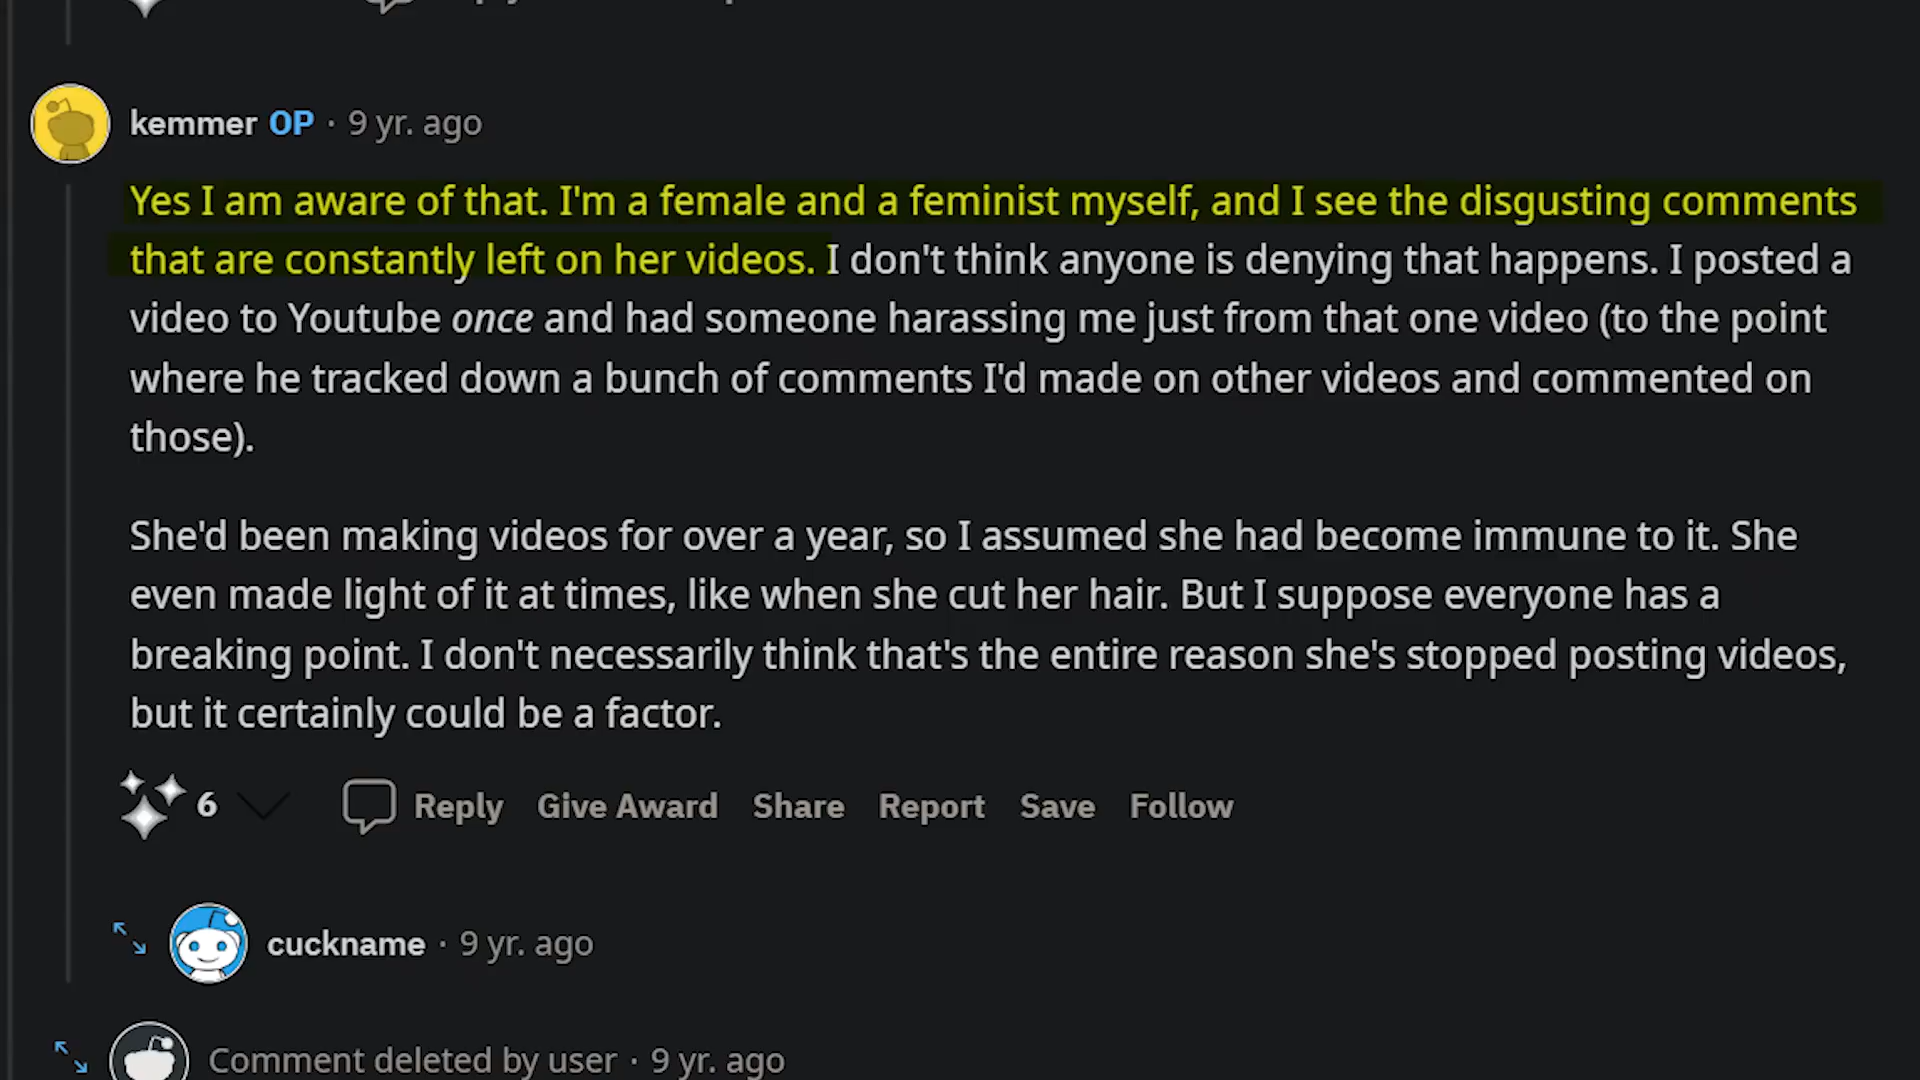 kemmer OP · 9 yr. ago
Yes I am aware of that. I'm a female and a feminist myself, and I see the disgusting comments
that are constantly left on her videos. I don't think anyone is denying that happens. I posted a
video to Youtube once and had someone harassing me just from that one video (to the point
where he tracked down a bunch of comments I'd made on other videos and commented on
those).
She'd been making videos for over a year, so I assumed she had become immune to it. She
even made light of it at times, like when she cut her hair. But I suppose everyone has a
breaking point. I don't necessarily think that's the entire reason she's stopped posting videos,
but it certainly could be a factor.
6 Reply Give Award Share Report Save Follow
cuckname · 9 yr. ago
Comment deleted by user · 9 yr. ago